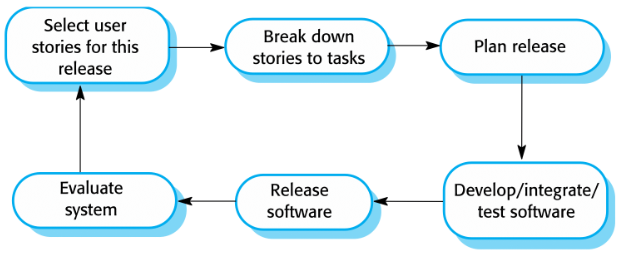 Select user
stories for this
release
Break down
stories to tasks
Plan release
Develop/integrate/
test software
Release
software
Evaluate
system